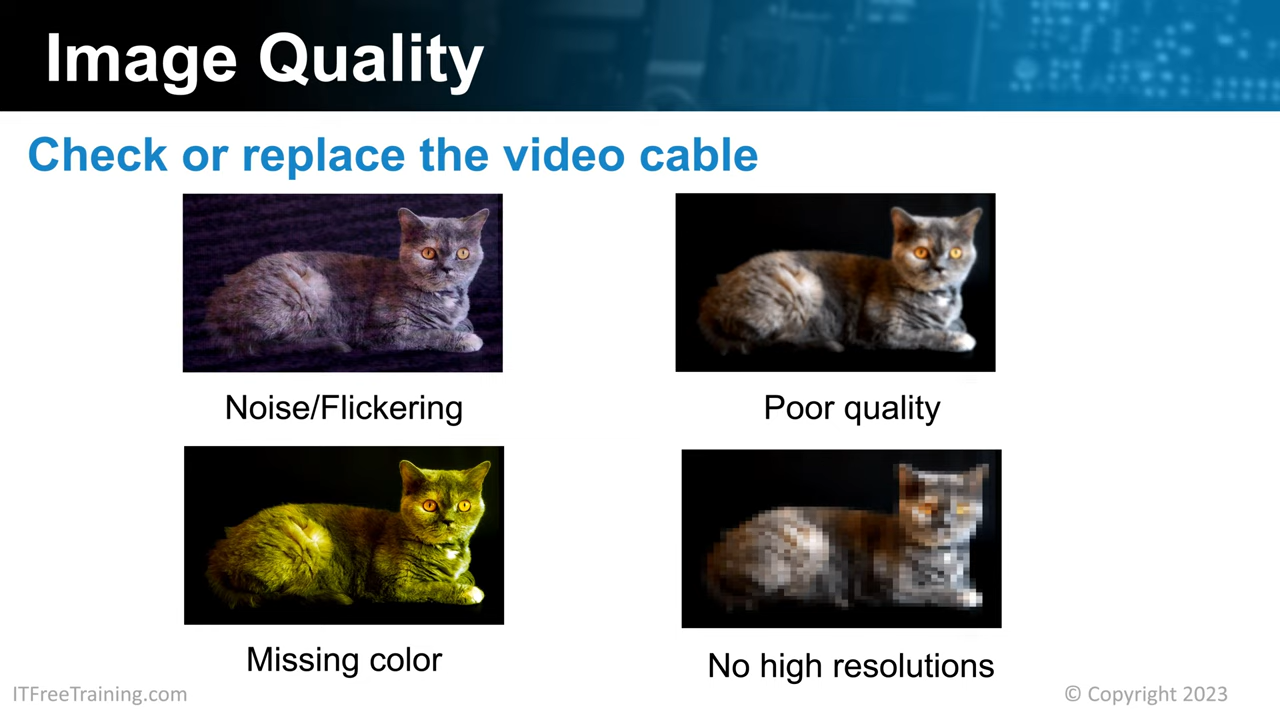 Image Quality
Check or replace the video cable
Noise/Flickering
Poor quality
Missing color
No high resolutions
ITFreeTraining.com
© Copyright 2023